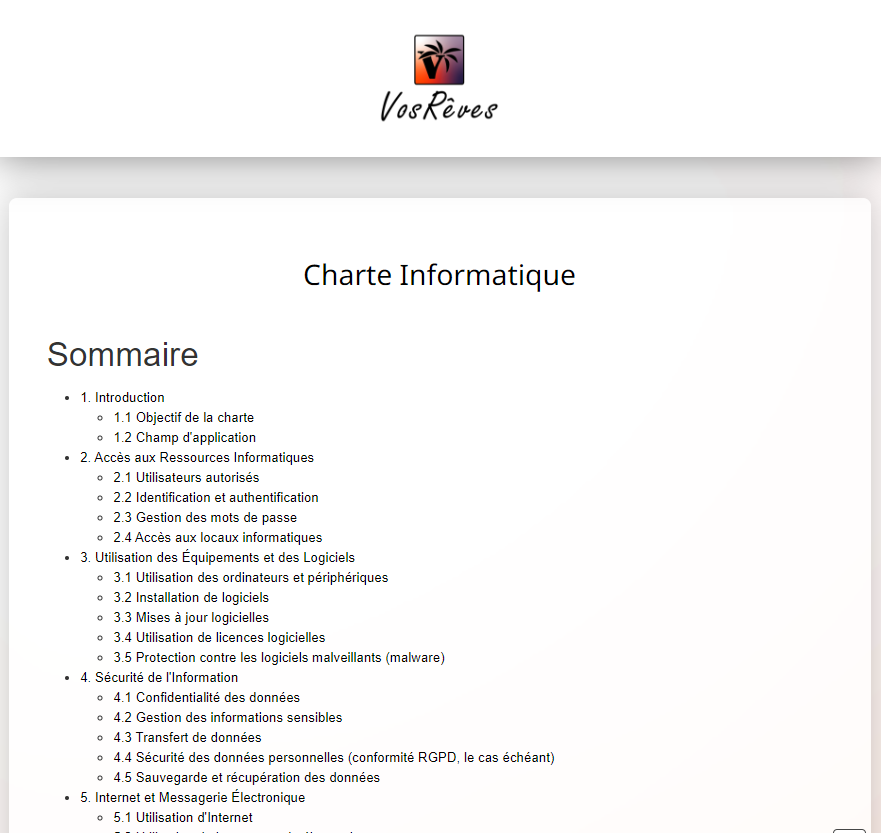 VosRêves
Charte Informatique
Sommaire
1. Introduction
1.1 Objectif de la charte
1.2 Champ d'application
2. Accès aux Ressources Informatiques
2.1 Utilisateurs autorisés
2.2 Identification et authentification
2.3 Gestion des mots de passe
2.4 Accès aux locaux informatiques
3. Utilisation des Équipements et des Logiciels
3.1 Utilisation des ordinateurs et périphériques
3.2 Installation de logiciels
3.3 Mises à jour logicielles
3.4 Utilisation de licences logicielles
3.5 Protection contre les logiciels malveillants (malware)
4. Sécurité de l'Information
4.1 Confidentialité des données
4.2 Gestion des informations sensibles
4.3 Transfert de données
4.4 Sécurité des données personnelles (conformité RGPD, le cas échéant)
4.5 Sauvegarde et récupération des données
5. Internet et Messagerie Électronique
5.1 Utilisation d'Internet